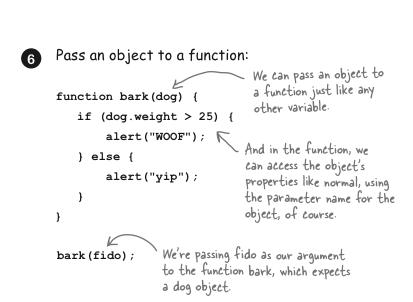 6 Pass an object to a function:
We can pass an object to
a function just like any
other variable.
function bark(dog) {
if (dog.weight > 25) {
alert("WOOF");
} else {
alert("yip");
}
}
And in the function, we
can access the object's
properties like normal, using
the parameter name for the
object, of course.
bark(fido);
We're passing fido as our argument
to the function bark, which expects
a dog object.